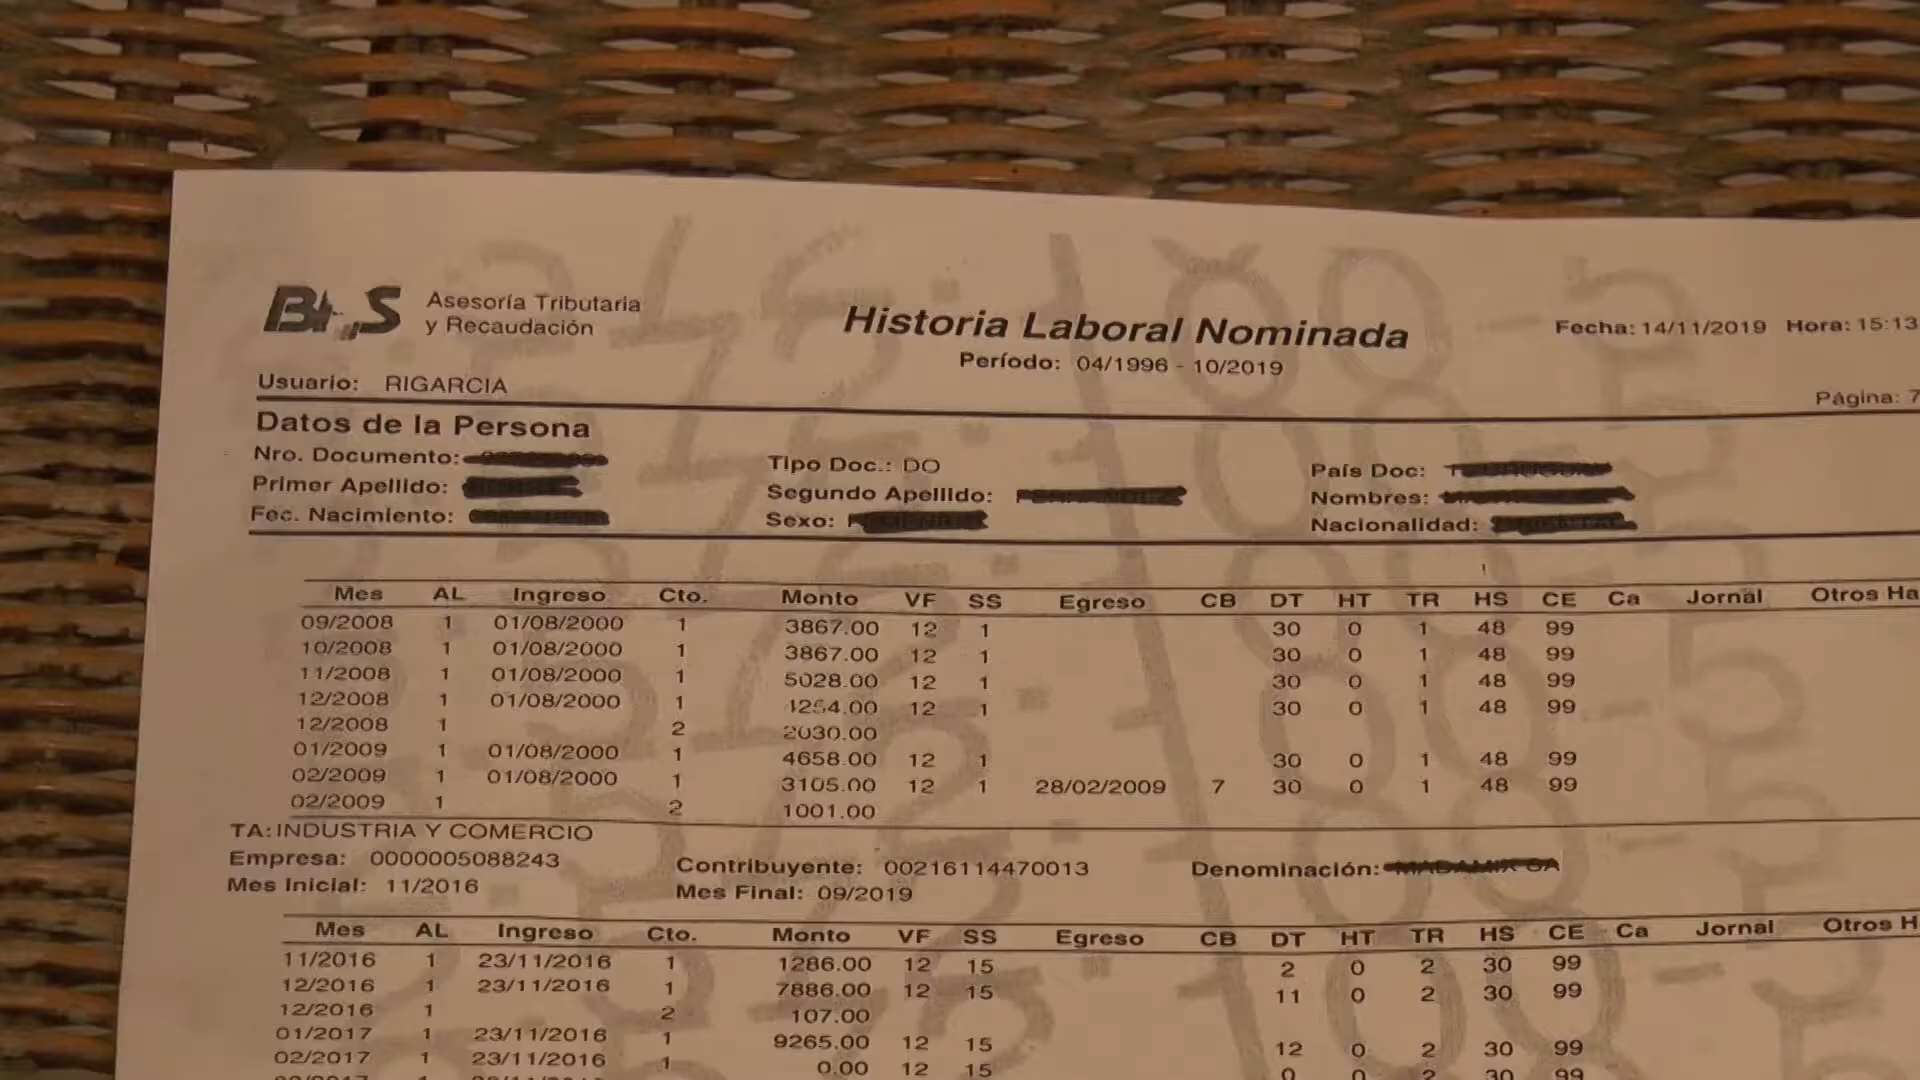 BPS Asesoría Tributaria
y Recaudación
Historia Laboral Nominada
Período: 04/1996 - 10/2019
Fecha: 14/11/2019 Hora: 15:13
Usuario: RIGARCIA
Página: 7
Datos de la Persona
Nro. Documento: Tipo Doc.: DO País Doc:
Primer Apellido: Segundo Apellido: Nombres:
Fec. Nacimiento: Sexo: Nacionalidad:
Mes AL Ingreso Cto. Monto VF SS Egreso CB DT HT TR HS CE Ca Jornal Otros Ha
09/2008 1 01/08/2000 1 3867.00 12 1 30 0 1 48 99
10/2008 1 01/08/2000 1 3867.00 12 1 30 0 1 48 99
11/2008 1 01/08/2000 1 5028.00 12 1 30 0 1 48 99
12/2008 1 01/08/2000 1 1254.00 12 1 30 0 1 48 99
12/2008 1 2 2030.00
01/2009 1 01/08/2000 1 4658.00 12 1 30 0 1 48 99
02/2009 1 01/08/2000 1 3105.00 12 1 28/02/2009 7 30 0 1 48 99
02/2009 1 2 1001.00
TA: INDUSTRIA Y COMERCIO
Empresa: 0000005088243 Contribuyente: 00216114470013 Denominación:
Mes Inicial: 11/2016 Mes Final: 09/2019
Mes AL Ingreso Cto. Monto VF SS Egreso CB DT HT TR HS CE Ca Jornal Otros H
11/2016 1 23/11/2016 1 1286.00 12 15 2 0 2 30 99
12/2016 1 23/11/2016 1 7886.00 12 15 11 0 2 30 99
12/2016 1 2 107.00
01/2017 1 23/11/2016 1 9265.00 12 15 12 0 2 30 99
02/2017 1 23/11/2016 1 0.00 12 15 0 0 2 30 99